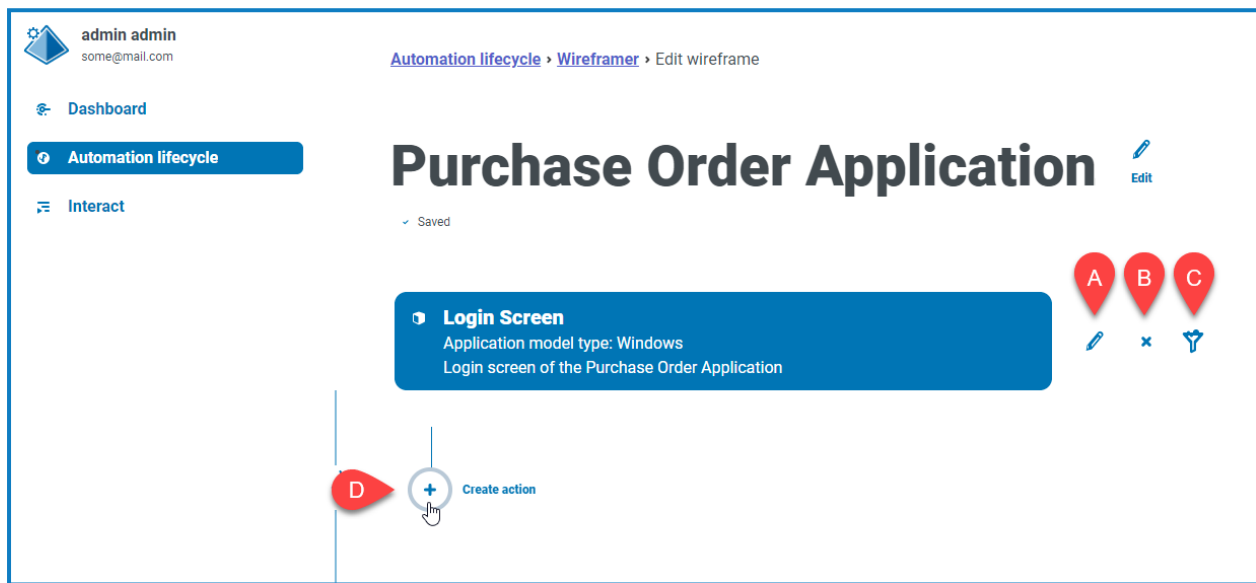 admin admin
some@mail.com
Dashboard
Automation lifecycle
Interact
Automation lifecycle › Wireframer › Edit wireframe
Purchase Order Application
Edit
Saved
A B C
Login Screen
Application model type: Windows
Login screen of the Purchase Order Application
D
Create action